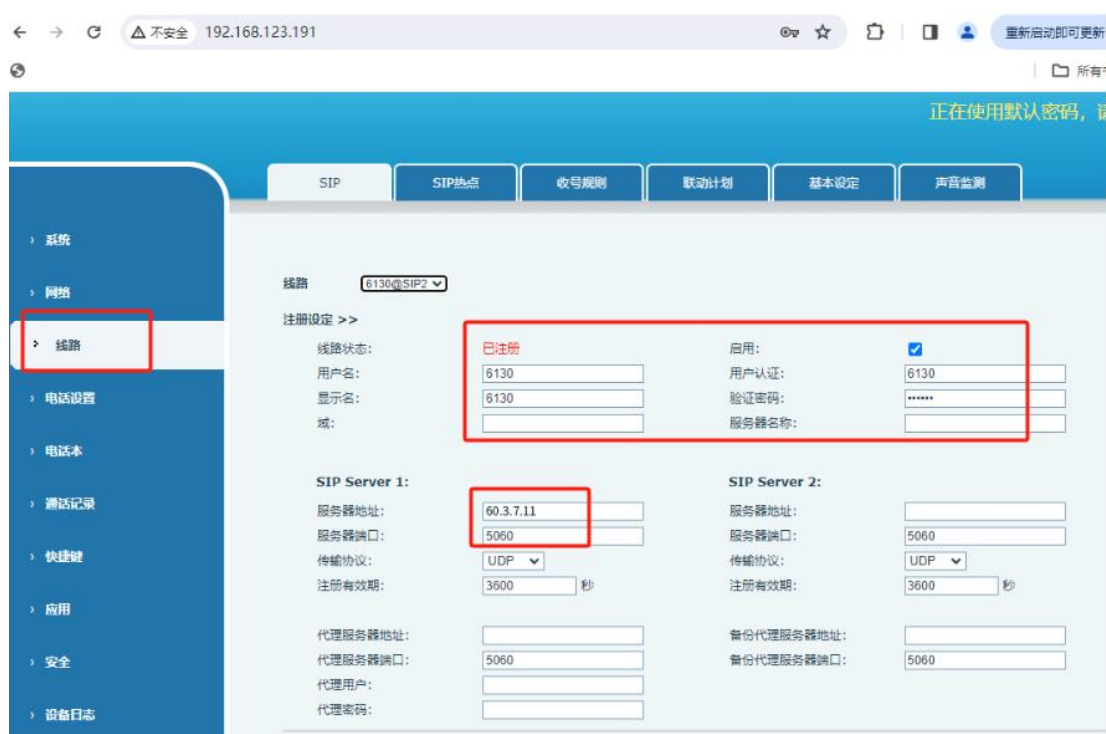 不安全 192.168.123.191 重新启动即可更新
所有
正在使用默认密码，
SIP SIP热点 收号规则 联动计划 基本设定 声音监测
› 系统
› 网络
› 线路
› 电话设置
› 电话本
› 通话记录
› 快捷键
› 应用
› 安全
› 设备日志
线路 6130@SIP2
注册设定 >>
线路状态: 已注册 启用:
用户名: 6130 用户认证: 6130
显示名: 6130 验证密码: ••••••
域: 服务器名称:
SIP Server 1: SIP Server 2:
服务器地址: 60.3.7.11 服务器地址:
服务器端口: 5060 服务器端口: 5060
传输协议: UDP 传输协议: UDP
注册有效期: 3600 秒 注册有效期: 3600 秒
代理服务器地址: 备份代理服务器地址:
代理服务器端口: 5060 备份代理服务器端口: 5060
代理用户:
代理密码: